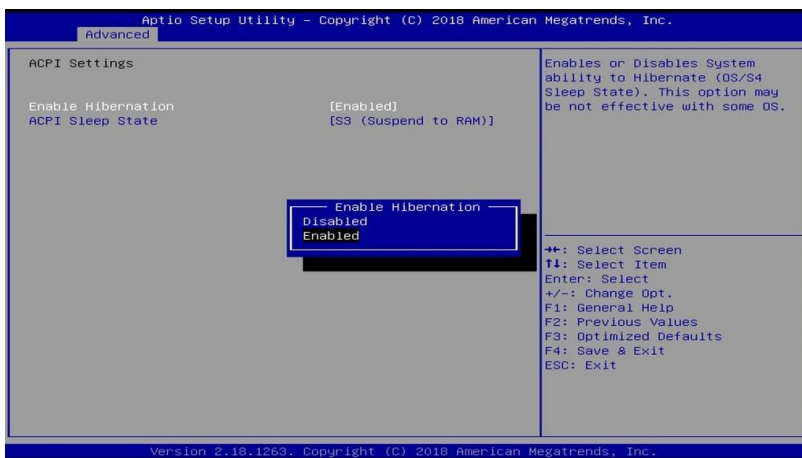 Aptio Setup Utility – Copyright (C) 2018 American Megatrends, Inc.
Advanced
ACPI Settings
Enable Hibernation [Enabled]
ACPI Sleep State [S3 (Suspend to RAM)]
Enable Hibernation
Disabled
Enabled
Enables or Disables System
ability to Hibernate (OS/S4
Sleep State). This option may
be not effective with some OS.
→←: Select Screen
↑↓: Select Item
Enter: Select
+/-: Change Opt.
F1: General Help
F2: Previous Values
F3: Optimized Defaults
F4: Save & Exit
ESC: Exit
Version 2.18.1263. Copyright (C) 2018 American Megatrends, Inc.